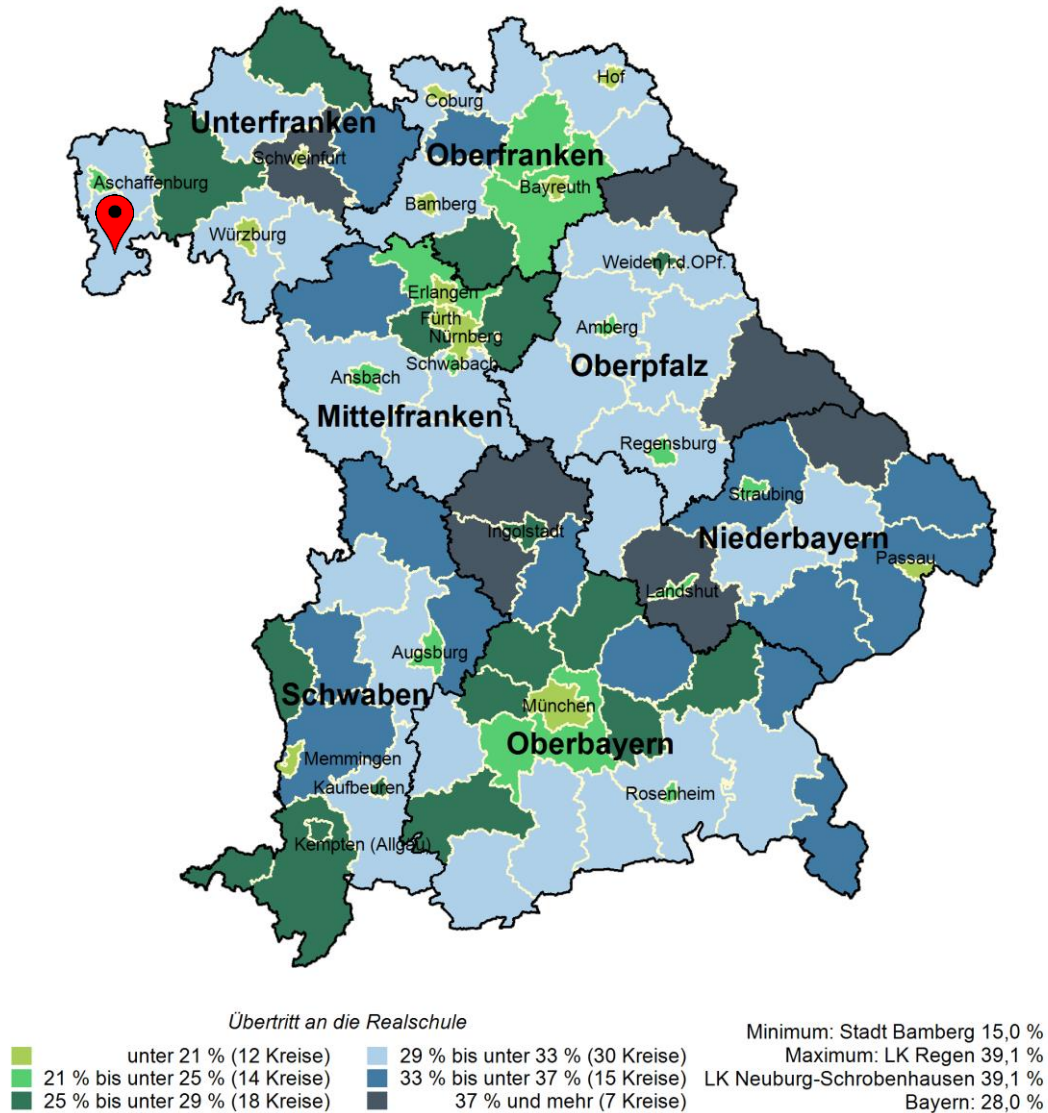 Hof
Coburg
Unterfranken
Oberfranken
Schweinfurt
Aschaffenburg
Bayreuth
Bamberg
Würzburg
Weiden i.d.OPf.
Erlangen
Fürth
Amberg
Nürnberg
Schwabach
Oberpfalz
Ansbach
Mittelfranken
Regensburg
Straubing
Ingolstadt
Niederbayern
Passau
Landshut
Augsburg
Schwaben
München
Oberbayern
Memmingen
Kaufbeuren
Rosenheim
Kempten (Allgäu)
Übertritt an die Realschule
unter 21 % (12 Kreise)
21 % bis unter 25 % (14 Kreise)
25 % bis unter 29 % (18 Kreise)
29 % bis unter 33 % (30 Kreise)
33 % bis unter 37 % (15 Kreise)
37 % und mehr (7 Kreise)
Minimum: Stadt Bamberg 15,0 %
Maximum: LK Regen 39,1 %
LK Neuburg-Schrobenhausen 39,1 %
Bayern: 28,0 %